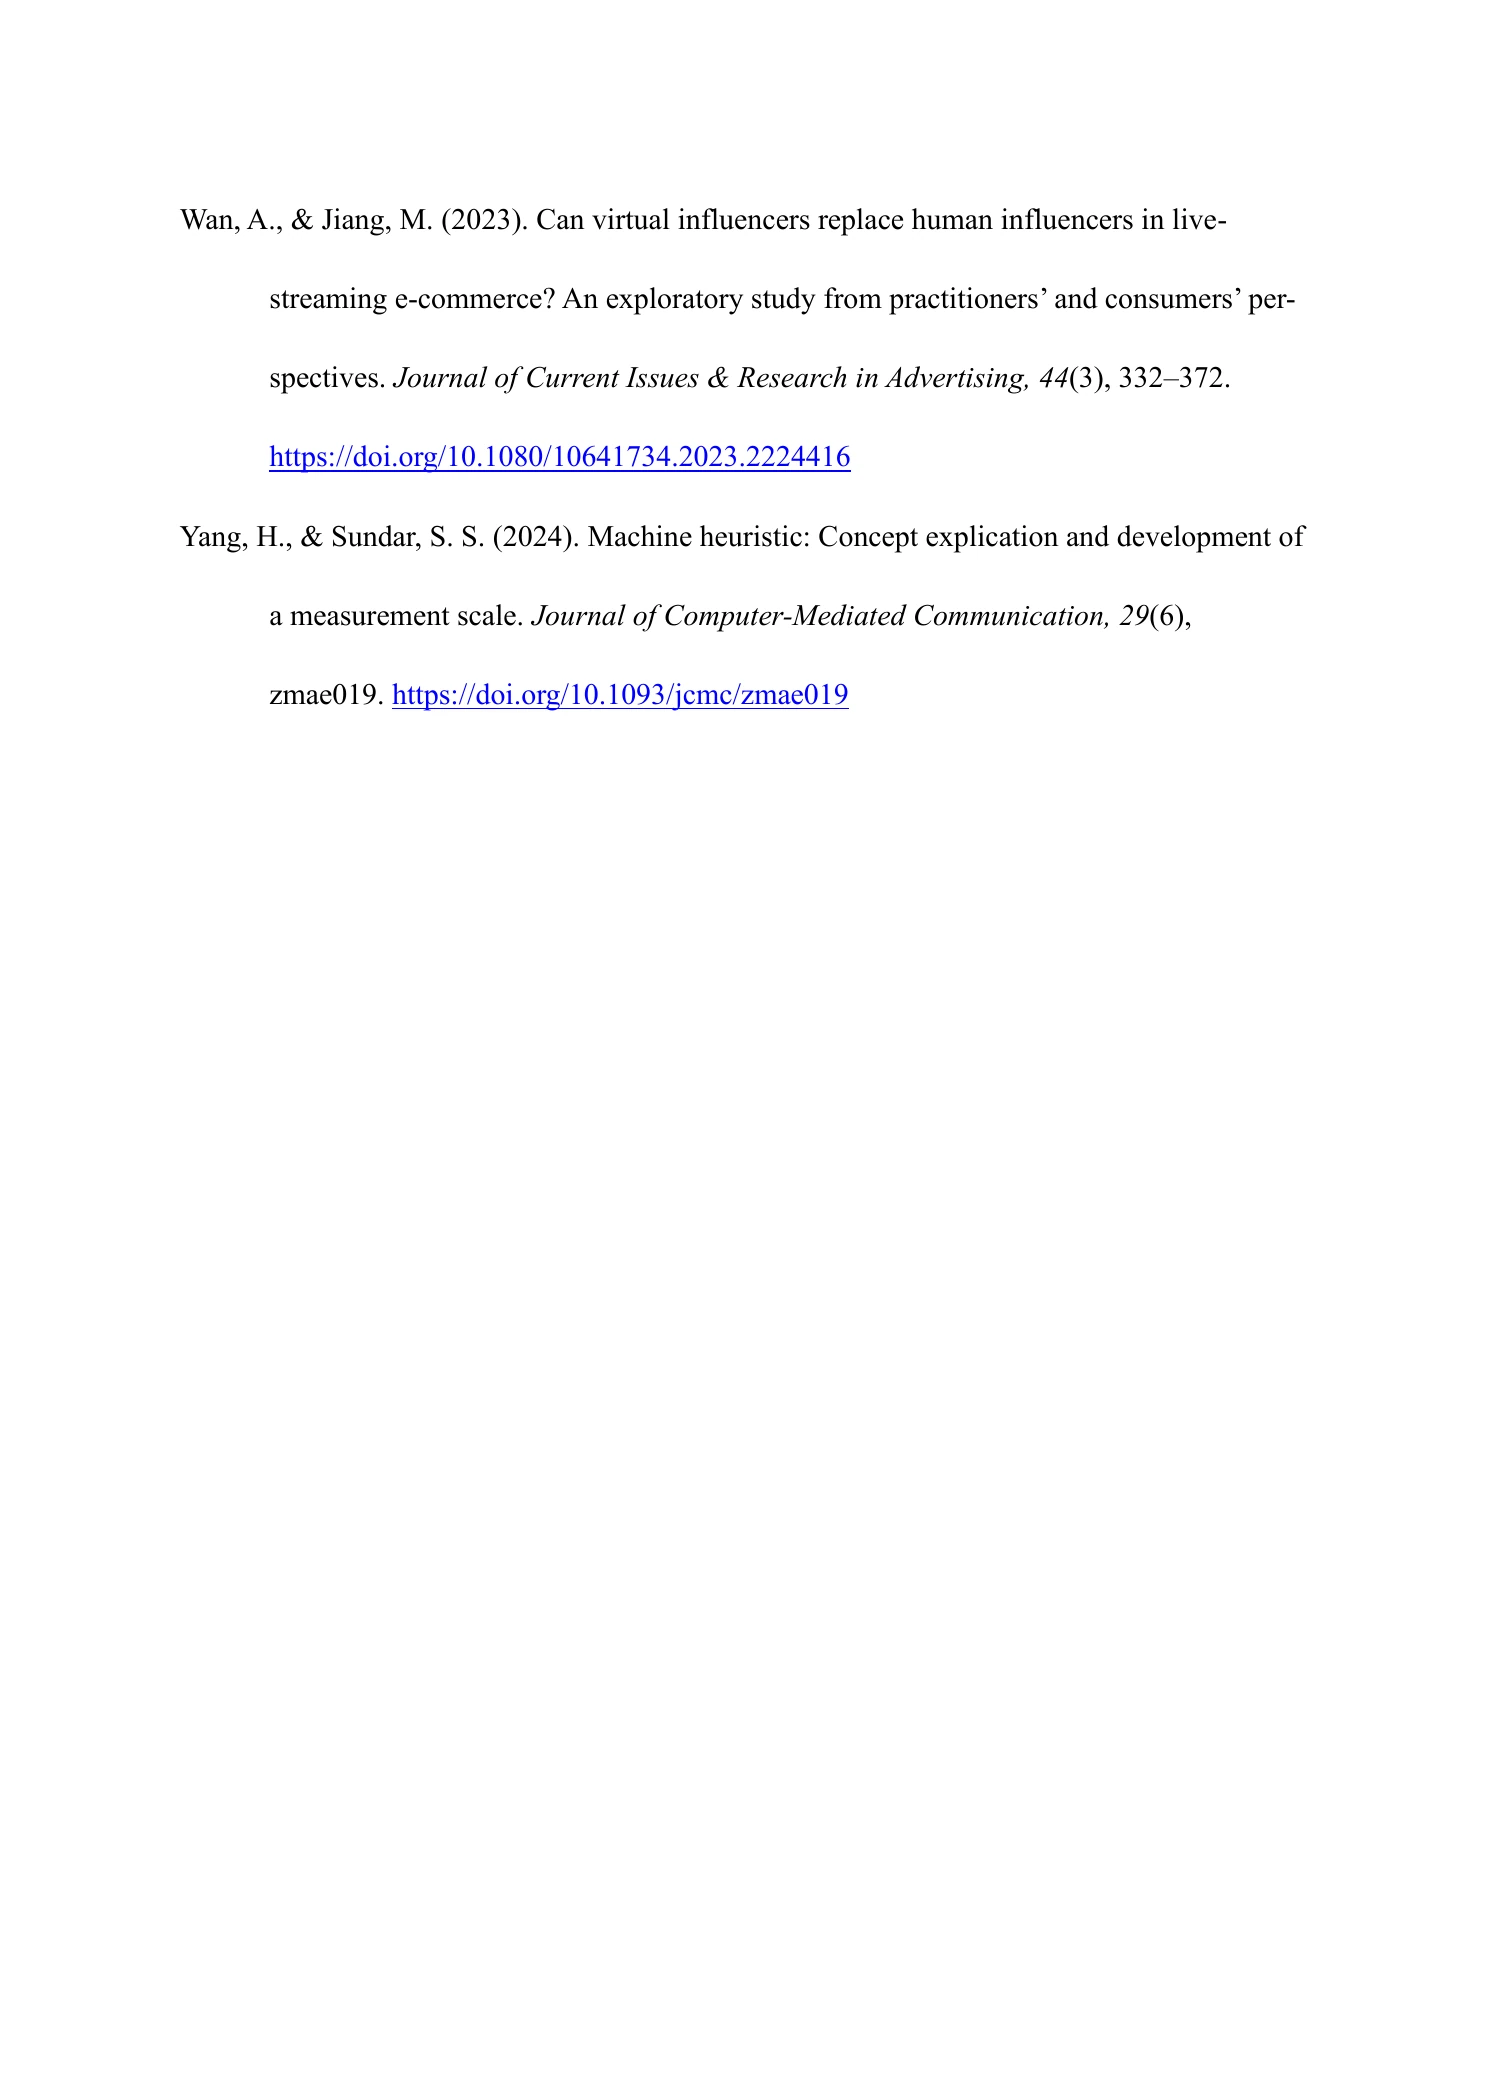 Wan, A., & Jiang, M. (2023). Can virtual influencers replace human influencers in live-
streaming e-commerce? An exploratory study from practitioners’ and consumers’ per-
spectives. Journal of Current Issues & Research in Advertising, 44(3), 332–372.
https://doi.org/10.1080/10641734.2023.2224416
Yang, H., & Sundar, S. S. (2024). Machine heuristic: Concept explication and development of
a measurement scale. Journal of Computer-Mediated Communication, 29(6),
zmae019. https://doi.org/10.1093/jcmc/zmae019